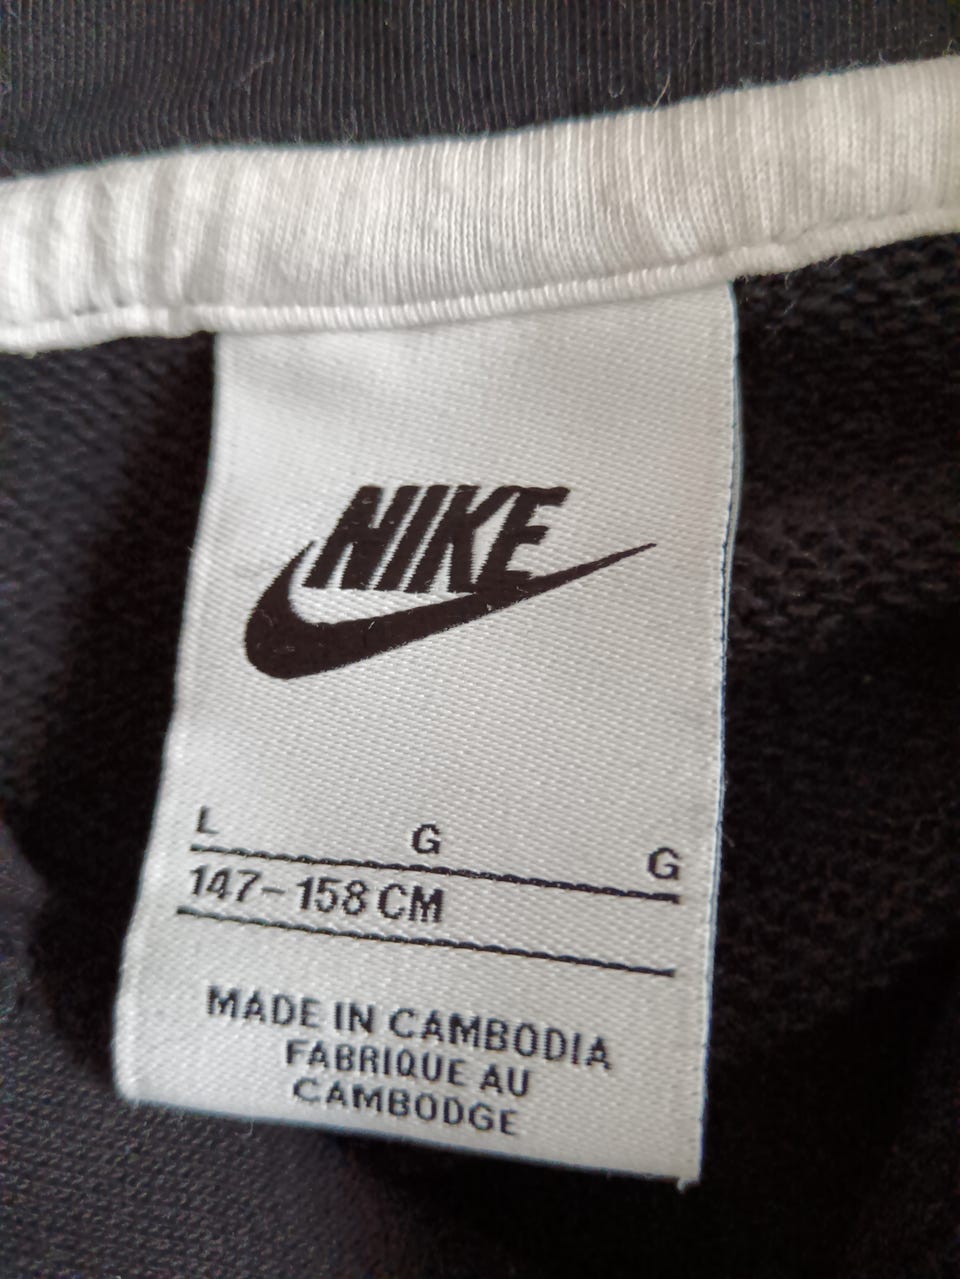 NIKE
L G G
147-158 CM
MADE IN CAMBODIA
FABRIQUE AU
CAMBODGE